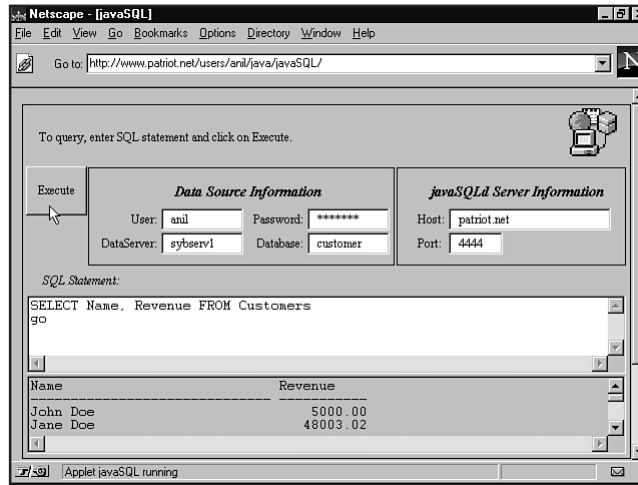 Netscape - [javaSQL]
File Edit View Go Bookmarks Options Directory Window Help
Go to: http://www.patriot.net/users/anil/java/javaSQL/
N
To query, enter SQL statement and click on Execute.
Execute
Data Source Information
User: anil Password: *******
DataServer: sybserv1 Database: customer
javaSQLd Server Information
Host: patriot.net
Port: 4444
SQL Statement:
SELECT Name, Revenue FROM Customers
go
Name Revenue
------------------------------ -----------
John Doe 5000.00
Jane Doe 48003.02
Applet javaSQL running